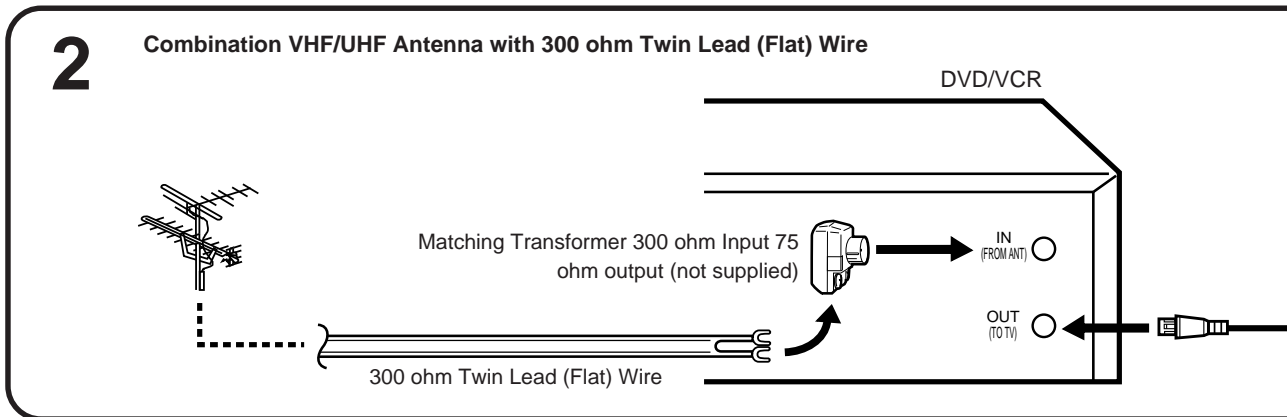 2
Combination VHF/UHF Antenna with 300 ohm Twin Lead (Flat) Wire
DVD/VCR
Matching Transformer 300 ohm Input 75
ohm output (not supplied)
IN
(FROM ANT)
OUT
(TO TV)
300 ohm Twin Lead (Flat) Wire